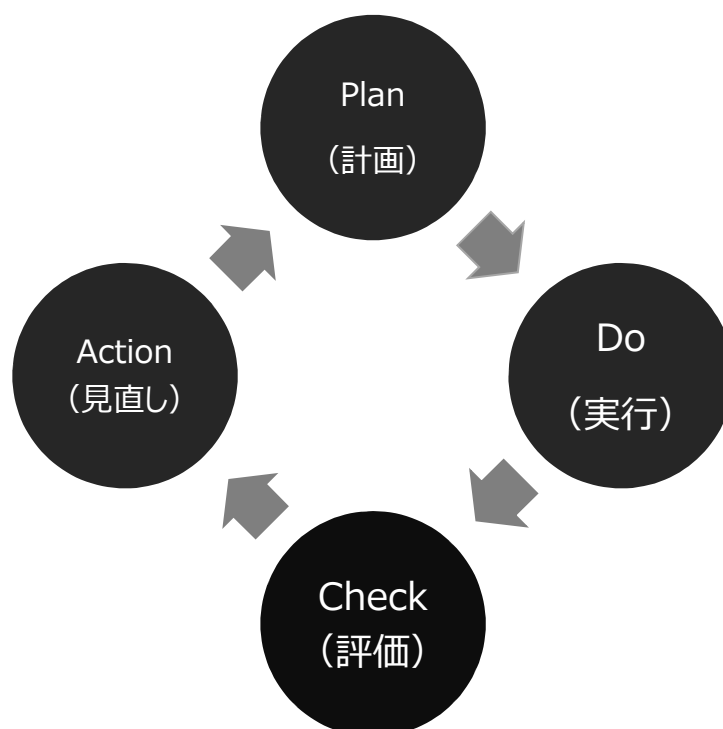 Plan
（計画）
Do
（実行）
Check
（評価）
Action
（見直し）